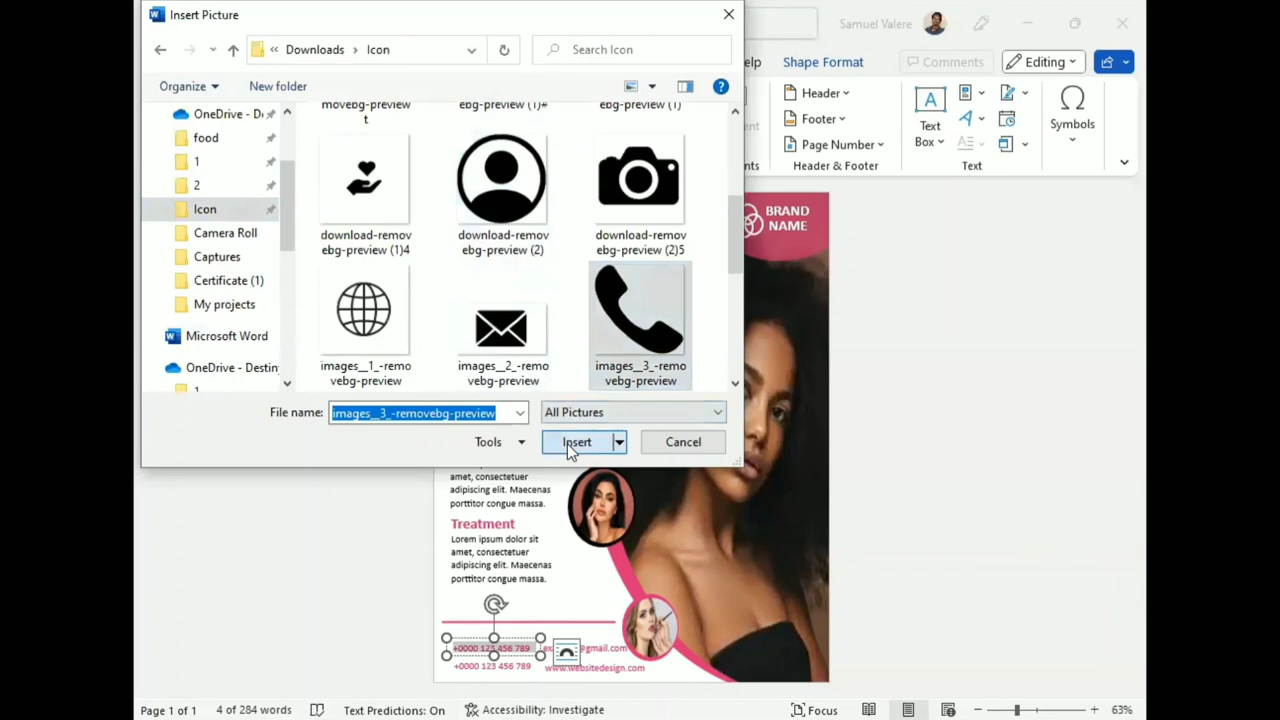 Insert Picture
Samuel Valere
Downloads
Icon
Search Icon
Shape Format
Comments
Editing
Organize
New folder
Header
Footer
Page Number
Header & Footer
Text
Box
Text
Symbols
OneDrive - De
food
1
2
Icon
Camera Roll
Captures
Certificate (1)
My projects
Microsoft Word
OneDrive - Destin
1
movebg-preview
t
ebg-preview (1)#
ebg-preview (1)
download-remov
ebg-preview (1)4
download-remov
ebg-preview (2)
download-remov
ebg-preview (2)5
images__1_-remo
vebg-preview
images__2_-remo
vebg-preview
images__3_-remo
vebg-preview
File name:
images__3_-removebg-preview
All Pictures
Tools
Insert
Cancel
BRAND
NAME
amet, consectetuer
adipiscing elit. Maecenas
porttitor congue massa.
Treatment
Lorem ipsum dolor sit
amet, consectetuer
adipiscing elit. Maecenas
porttitor congue massa.
+0000 123 456 789
@gmail.com
+0000 123 456 789
www.websitedesign.com
Page 1 of 1
4 of 284 words
Text Predictions: On
Accessibility: Investigate
Focus
63%